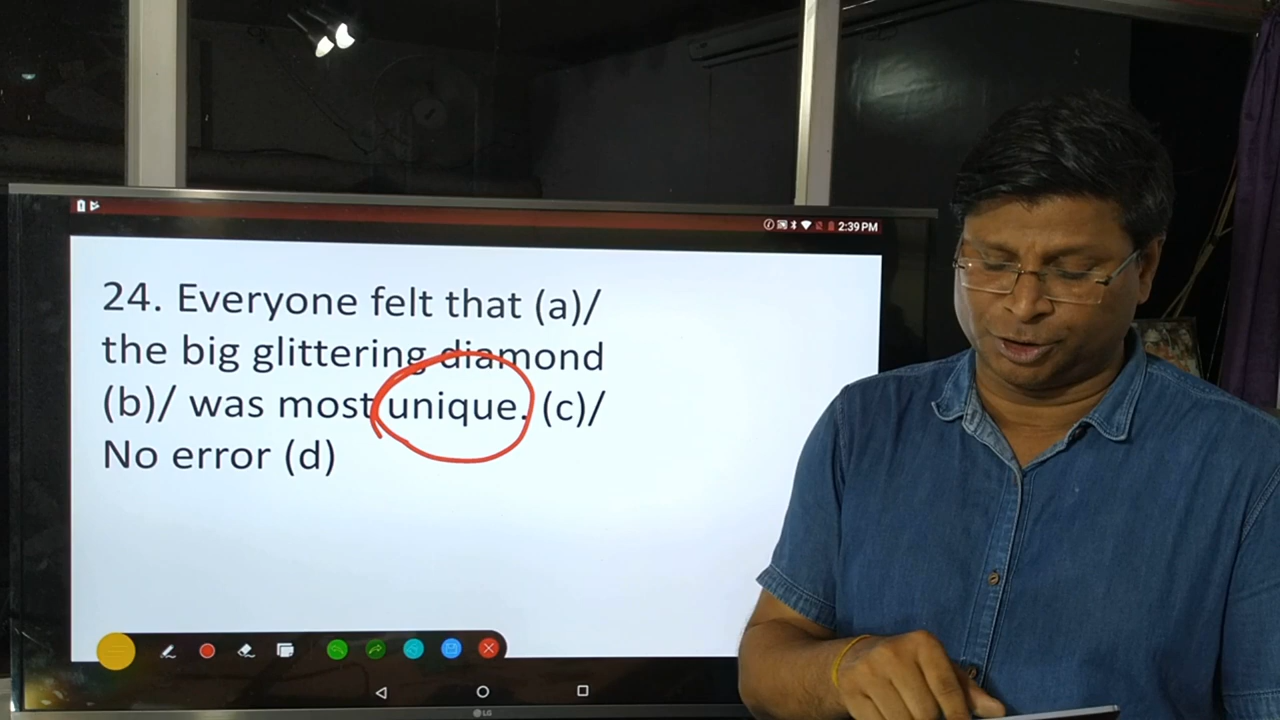 2:39 PM
24. Everyone felt that (a)/
the big glittering diamond
(b)/ was most unique. (c)/
No error (d)
LG